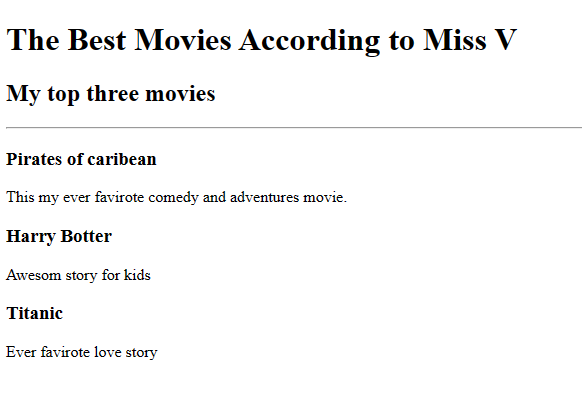 The Best Movies According to Miss V
My top three movies
Pirates of caribean
This my ever favirote comedy and adventures movie.
Harry Botter
Awesom story for kids
Titanic
Ever favirote love story